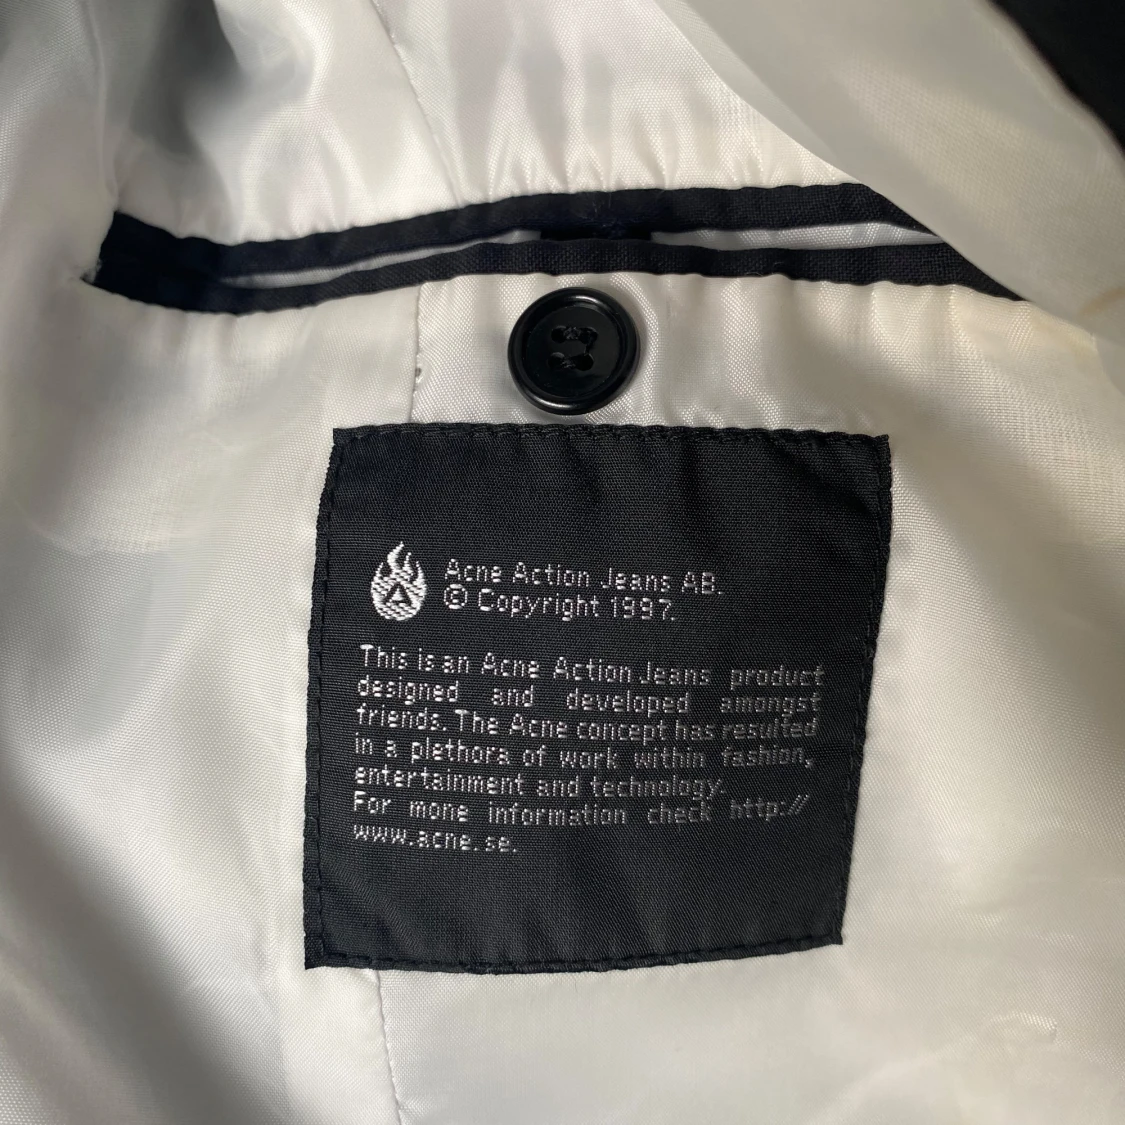 Acne Action Jeans AB.
© Copyright 1997.
This is an Acne Action Jeans product
designed and developed amongst
friends. The Acne concept has resulted
in a plethora of work within fashion,
entertainment and technology.
For mone information check http://
www.acne.se.